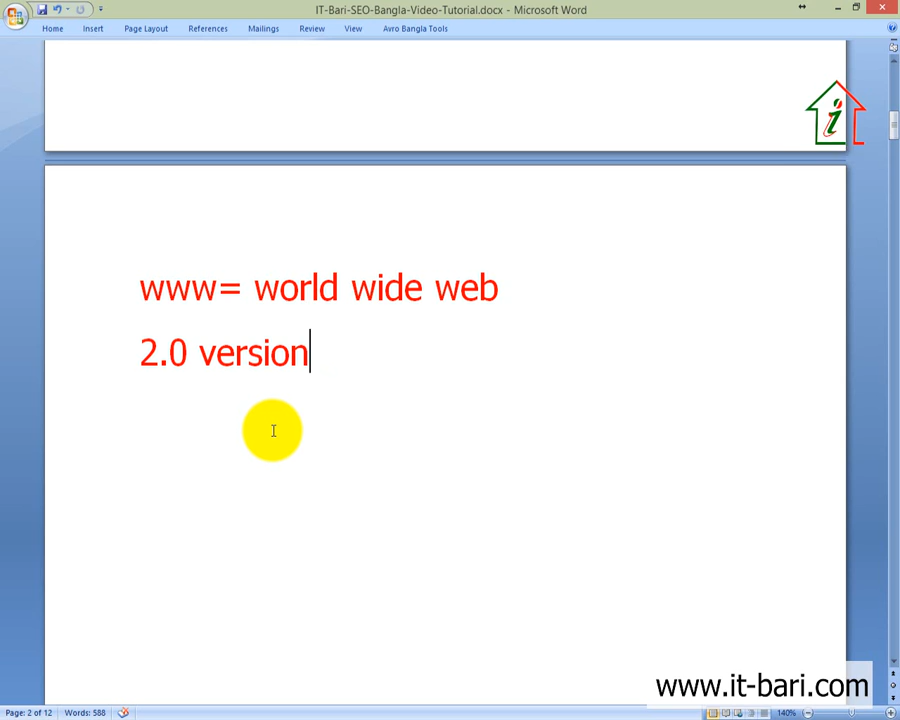 IT-Bari-SEO-Bangla-Video-Tutorial.docx - Microsoft Word
Home Insert Page Layout References Mailings Review View Avro Bangla Tools
i
www= world wide web
2.0 version
www.it-bari.com
Page: 2 of 12 Words: 588 140%